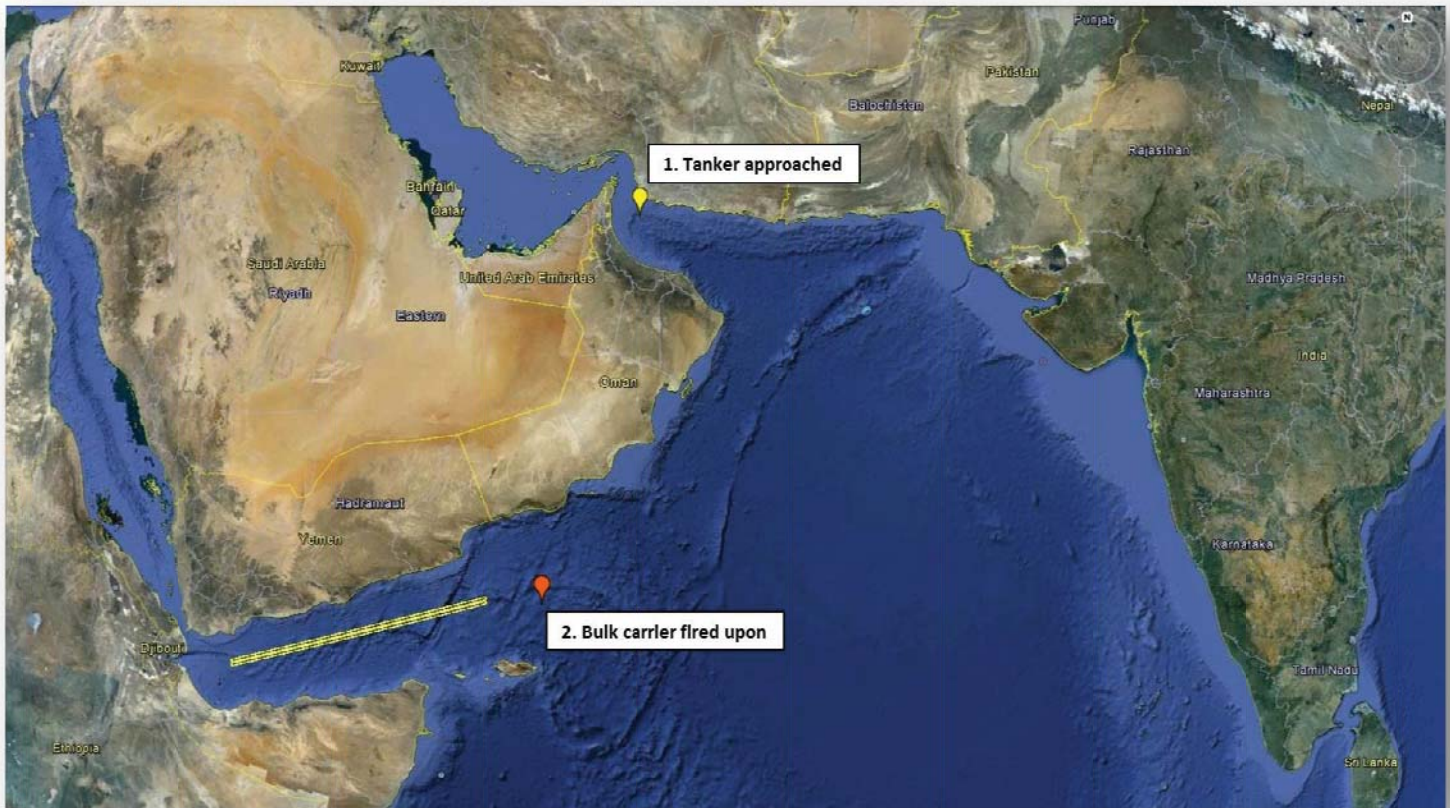 N
Punjab
Kuwait
Pakistan
Balochistan
Nepal
1. Tanker approached
Rajasthan
Bahrain
Qatar
Saudi Arabia
Riyadh
United Arab Emirates
Madhya Pradesh
Eastern
India
Oman
Maharashtra
Hadramaut
Yemen
Karnataka
2. Bulk carrier fired upon
Djibouti
Tamil Nadu
Ethiopia
Sri Lanka